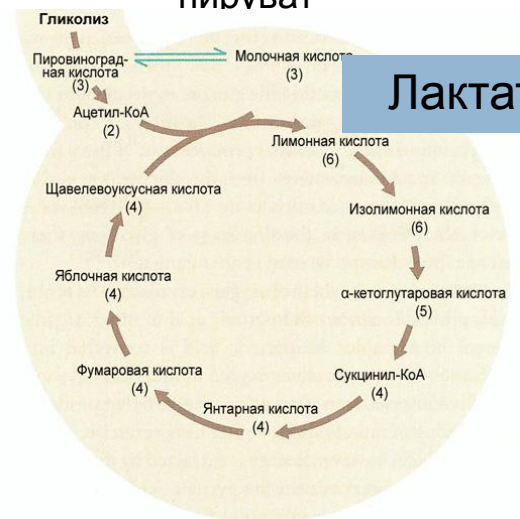 пируват
Гликолиз
Пировиноград-
ная кислота
(3)
Молочная кислота
(3)
Лактат
Ацетил-КоА
(2)
Лимонная кислота
(6)
Щавелевоуксусная кислота
(4)
Изолимонная кислота
(6)
Яблочная кислота
(4)
α-кетоглутаровая кислота
(5)
Фумаровая кислота
(4)
Сукцинил-КоА
(4)
Янтарная кислота
(4)